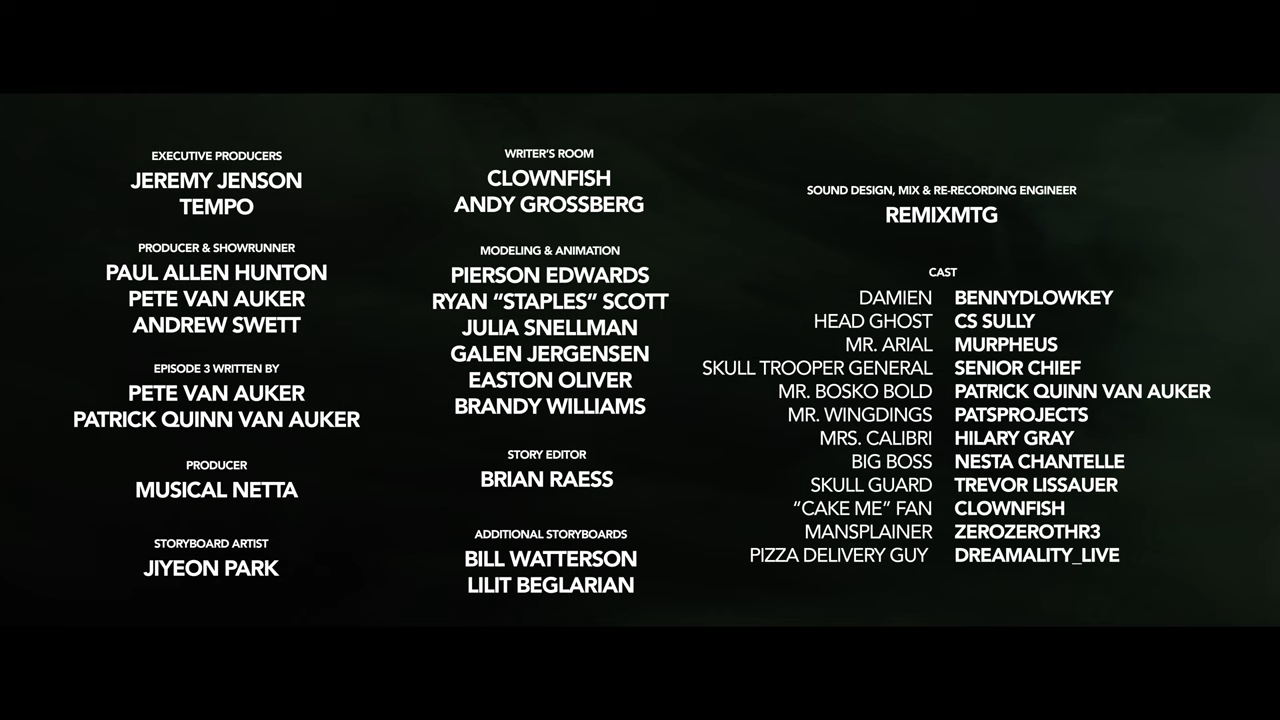 EXECUTIVE PRODUCERS
JEREMY JENSON
TEMPO
PRODUCER & SHOWRUNNER
PAUL ALLEN HUNTON
PETE VAN AUKER
ANDREW SWETT
EPISODE 3 WRITTEN BY
PETE VAN AUKER
PATRICK QUINN VAN AUKER
PRODUCER
MUSICAL NETTA
STORYBOARD ARTIST
JIYEON PARK
WRITER'S ROOM
CLOWNFISH
ANDY GROSSBERG
MODELING & ANIMATION
PIERSON EDWARDS
RYAN “STAPLES” SCOTT
JULIA SNELLMAN
GALEN JERGENSEN
EASTON OLIVER
BRANDY WILLIAMS
STORY EDITOR
BRIAN RAESS
ADDITIONAL STORYBOARDS
BILL WATTERSON
LILIT BEGLARIAN
SOUND DESIGN, MIX & RE-RECORDING ENGINEER
REMIXMTG
CAST
DAMIEN BENNYDLOWKEY
HEAD GHOST CS SULLY
MR. ARIAL MURPHEUS
SKULL TROOPER GENERAL SENIOR CHIEF
MR. BOSKO BOLD PATRICK QUINN VAN AUKER
MR. WINGDINGS PATSPROJECTS
MRS. CALIBRI HILARY GRAY
BIG BOSS NESTA CHANTELLE
SKULL GUARD TREVOR LISSAUER
“CAKE ME” FAN CLOWNFISH
MANSPLAINER ZEROZEROTHR3
PIZZA DELIVERY GUY DREAMALITY_LIVE